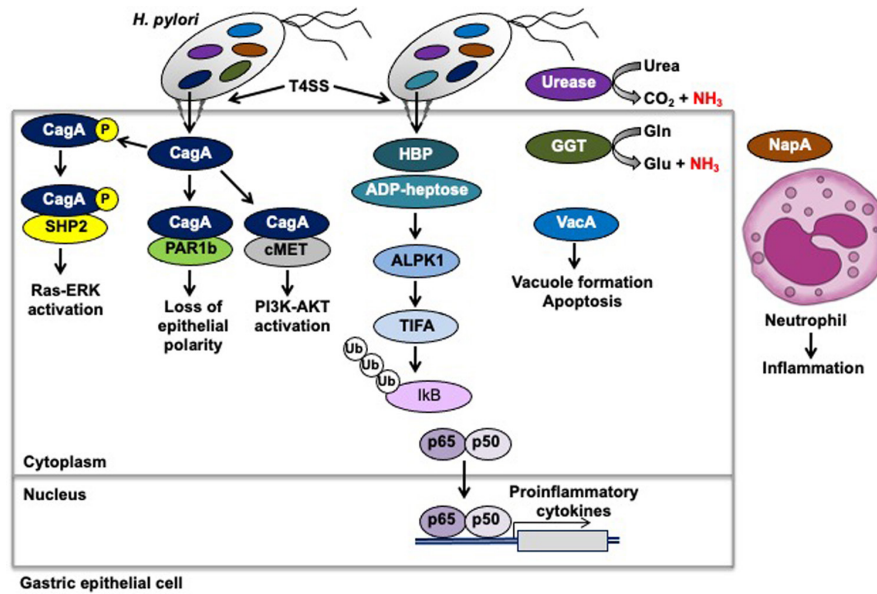 H. pylori
T4SS
Urease
Urea
CO2 + NH3
CagA
P
CagA
HBP
ADP-heptose
GGT
Gln
Glu + NH3
NapA
CagA
P
SHP2
CagA
PAR1b
CagA
cMET
VacA
ALPK1
Ras-ERK
activation
Loss of
epithelial
polarity
PI3K-AKT
activation
Vacuole formation
Apoptosis
TIFA
Neutrophil
Inflammation
Ub
Ub
Ub
IkB
p65
p50
Cytoplasm
Nucleus
Proinflammatory
cytokines
p65
p50
Gastric epithelial cell